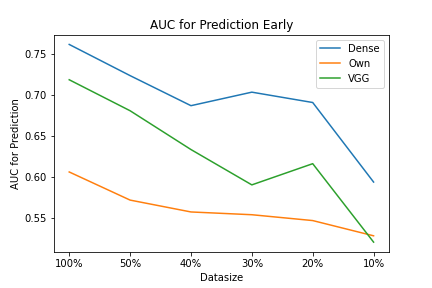 AUC for Prediction Early
Dense
Own
VGG
AUC for Prediction
0.75
0.70
0.65
0.60
0.55
100% 50% 40% 30% 20% 10%
Datasize